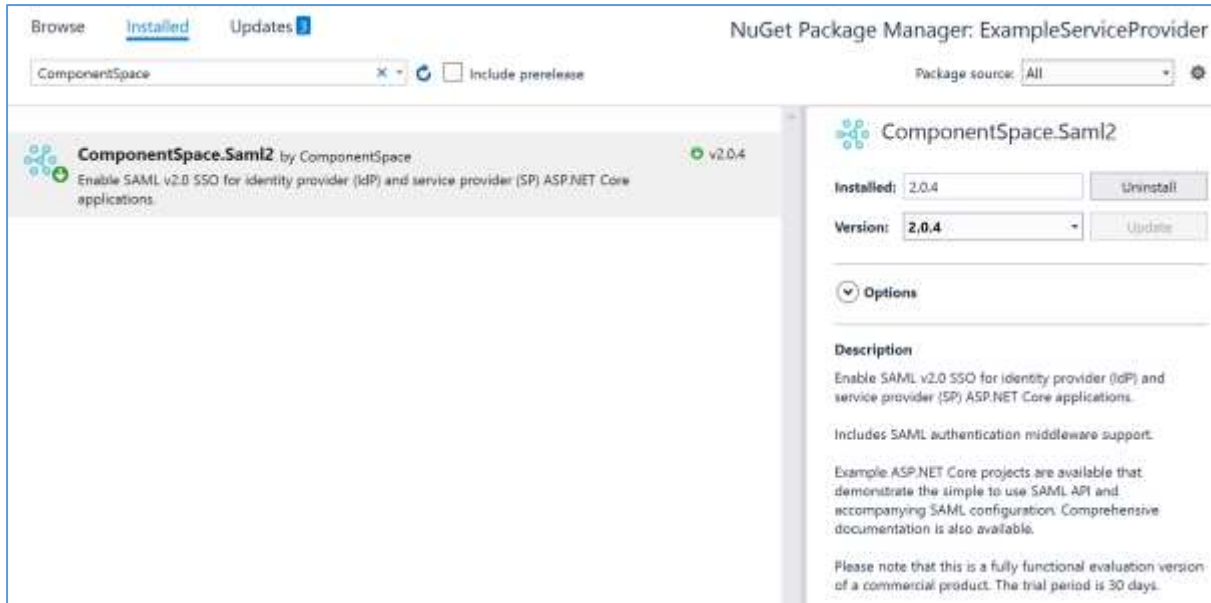 Browse Installed Updates 3
NuGet Package Manager: ExampleServiceProvider
ComponentSpace
Include prerelease
Package source: All
ComponentSpace.Saml2 by ComponentSpace
v2.0.4
Enable SAML v2.0 SSO for identity provider (IdP) and service provider (SP) ASP.NET Core
applications.
ComponentSpace.Saml2
Installed: 2.0.4 Uninstall
Version: 2.0.4 Update
Options
Description
Enable SAML v2.0 SSO for identity provider (IdP) and
service provider (SP) ASP.NET Core applications.
Includes SAML authentication middleware support.
Example ASP.NET Core projects are available that
demonstrate the simple to use SAML API and
accompanying SAML configuration. Comprehensive
documentation is also available.
Please note that this is a fully functional evaluation version
of a commercial product. The trial period is 30 days.